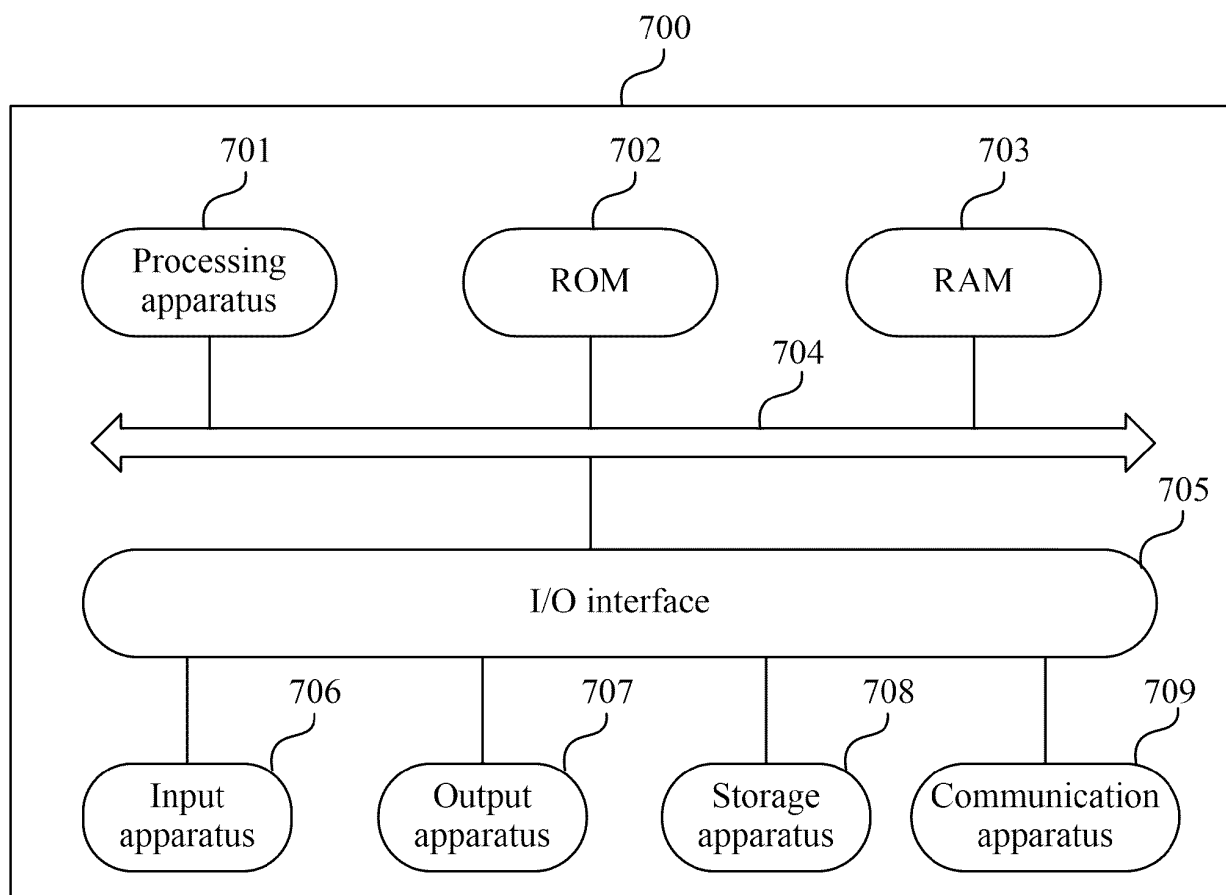 700
701
702
703
Processing
apparatus
ROM
RAM
704
705
I/O interface
706
707
708
709
Input
apparatus
Output
apparatus
Storage
apparatus
Communication
apparatus